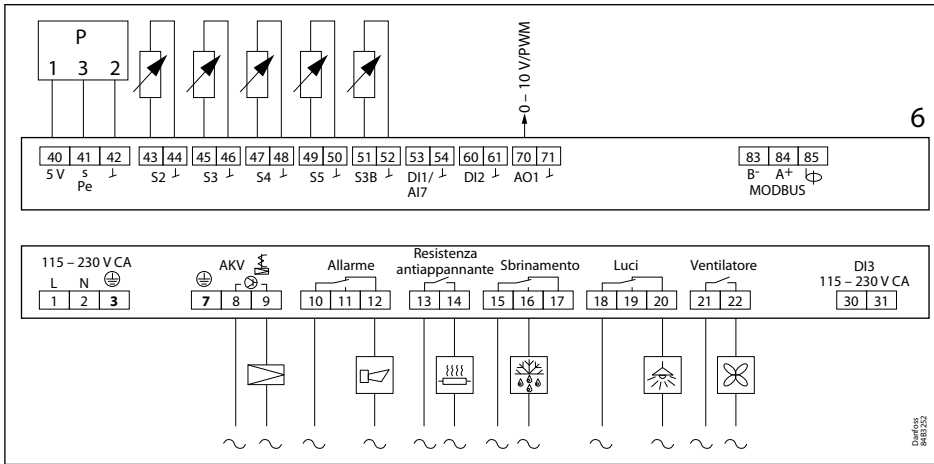 P
1 3 2
0 – 10 V/PWM
6
40 41 42 43 44 45 46 47 48 49 50 51 52 53 54 60 61 70 71 83 84 85
5 V s S2 S3 S4 S5 S3B DI1/ DI2 AO1 B- A+
Pe AI7 MODBUS
115 – 230 V CA AKV Allarme Resistenza antiappannante Sbrinamento Luci Ventilatore DI3
L N 115 – 230 V CA
1 2 3 7 8 9 10 11 12 13 14 15 16 17 18 19 20 21 22 30 31
Danfoss
84B3252